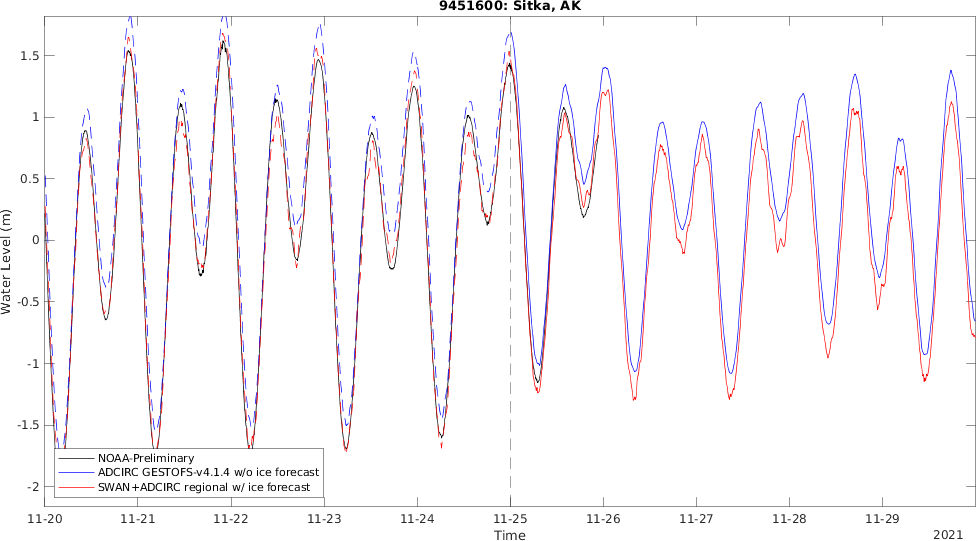 9451600: Sitka, AK
Water Level (m)
1.5
1
0.5
0
-0.5
-1
-1.5
-2
NOAA-Preliminary
ADCIRC GESTOFS-v4.1.4 w/o ice forecast
SWAN+ADCIRC regional w/ ice forecast
11-20 11-21 11-22 11-23 11-24 11-25 11-26 11-27 11-28 11-29
Time
2021